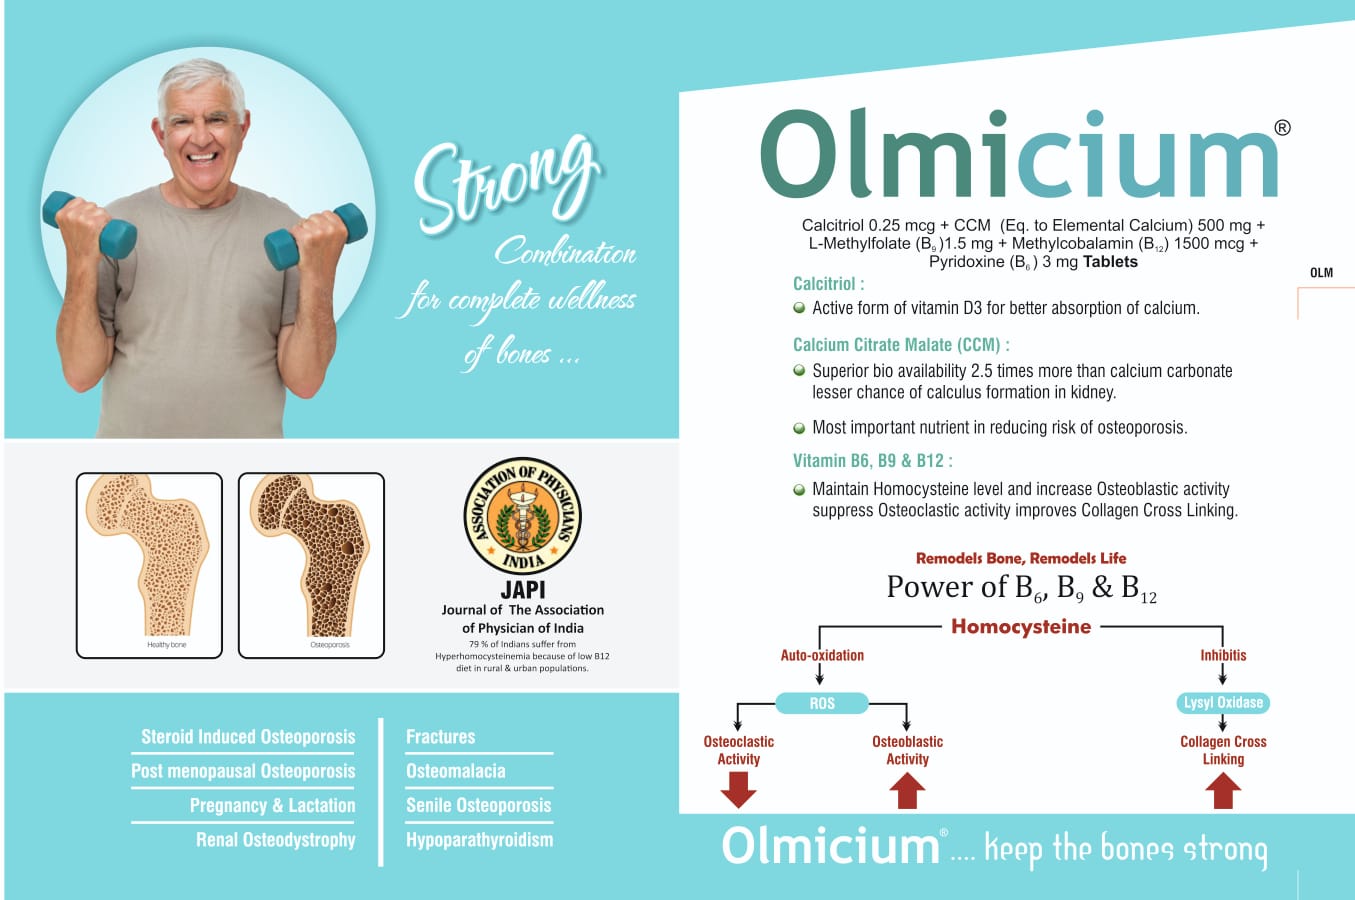 Strong
Combination
for complete wellness
of bones ...
Healthy bone
Osteoporosis
ASSOCIATION OF PHYSICIANS
INDIA
JAPI
Journal of The Association
of Physician of India
79 % of Indians suffer from
Hyperhomocysteinemia because of low B12
diet in rural & urban populations.
Steroid Induced Osteoporosis
Post menopausal Osteoporosis
Pregnancy & Lactation
Renal Osteodystrophy
Fractures
Osteomalacia
Senile Osteoporosis
Hypoparathyroidism
Olmicium®
Calcitriol 0.25 mcg + CCM (Eq. to Elemental Calcium) 500 mg +
L-Methylfolate (B9)1.5 mg + Methylcobalamin (B12) 1500 mcg +
Pyridoxine (B6) 3 mg Tablets
Calcitriol :
Active form of vitamin D3 for better absorption of calcium.
Calcium Citrate Malate (CCM) :
Superior bio availability 2.5 times more than calcium carbonate
lesser chance of calculus formation in kidney.
Most important nutrient in reducing risk of osteoporosis.
Vitamin B6, B9 & B12 :
Maintain Homocysteine level and increase Osteoblastic activity
suppress Osteoclastic activity improves Collagen Cross Linking.
Remodels Bone, Remodels Life
Power of B6, B9 & B12
Homocysteine
Auto-oxidation
Inhibitis
ROS
Lysyl Oxidase
Osteoclastic
Activity
Osteoblastic
Activity
Collagen Cross
Linking
Olmicium® .... keep the bones strong
OLM